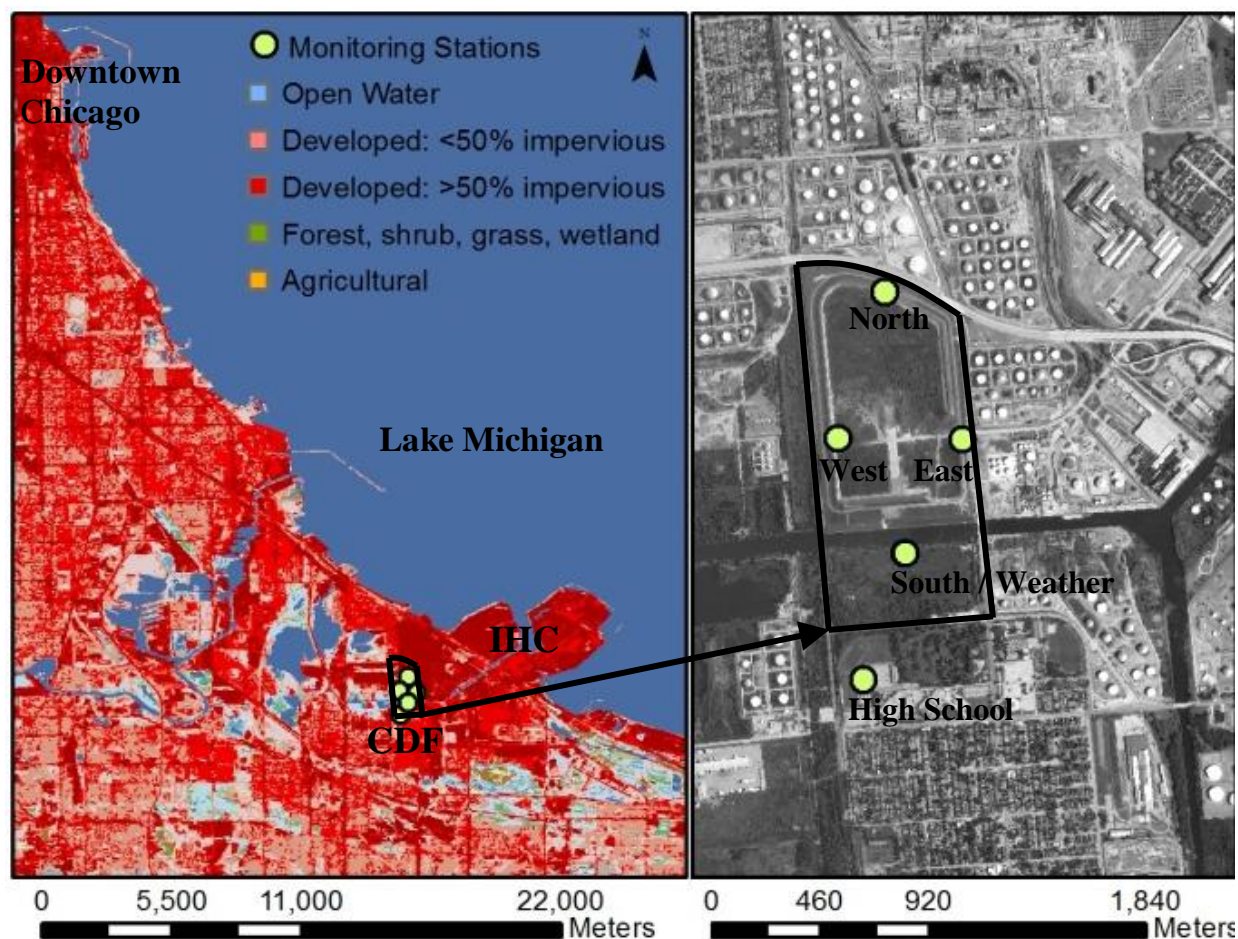 Downtown
Chicago
Monitoring Stations
Open Water
Developed: <50% impervious
Developed: >50% impervious
Forest, shrub, grass, wetland
Agricultural
N
Lake Michigan
IHC
CDF
0 5,500 11,000 22,000
Meters
North
West East
South / Weather
High School
0 460 920 1,840
Meters